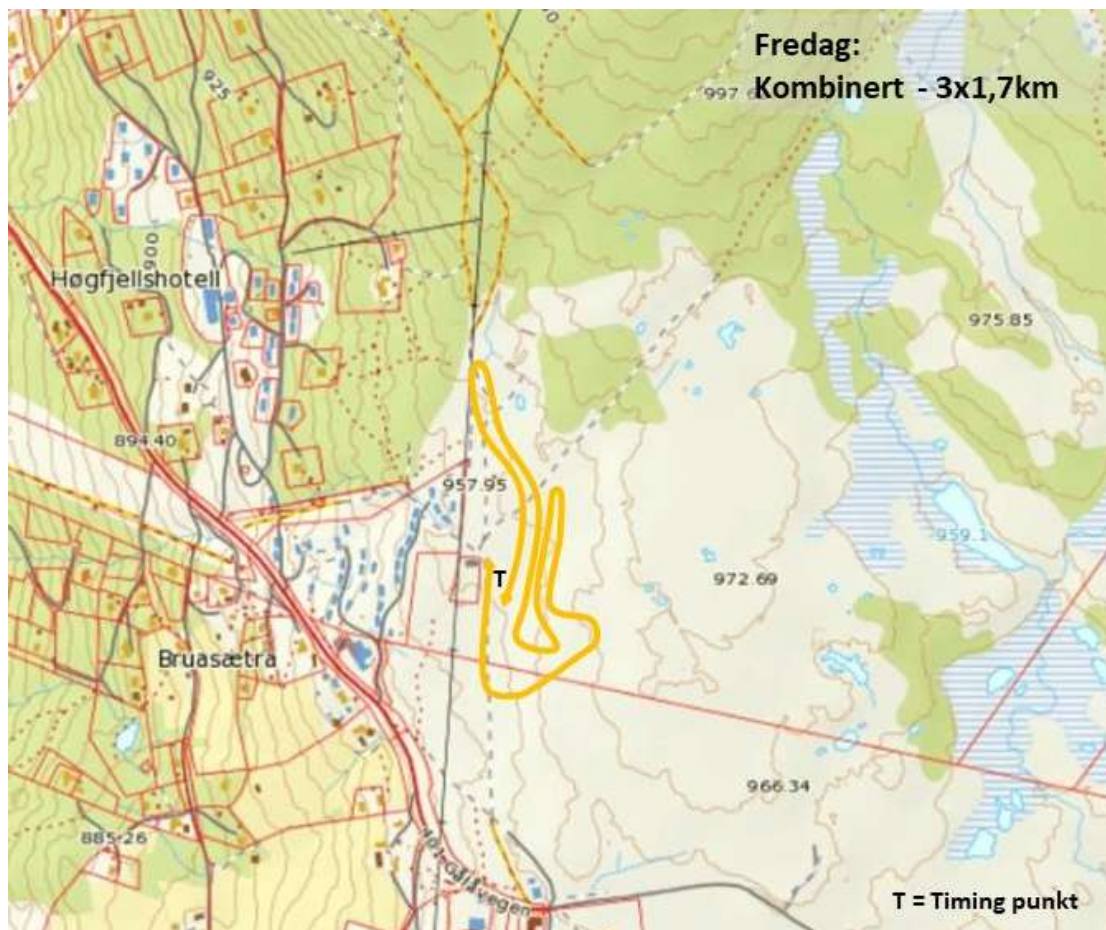 Fredag:
Kombinert - 3x1,7km
925
900
Høgfjellshotell
975.85
894.40
957.95
959.1
T
972.69
Bruasætra
966.34
885.26
T = Timing punkt